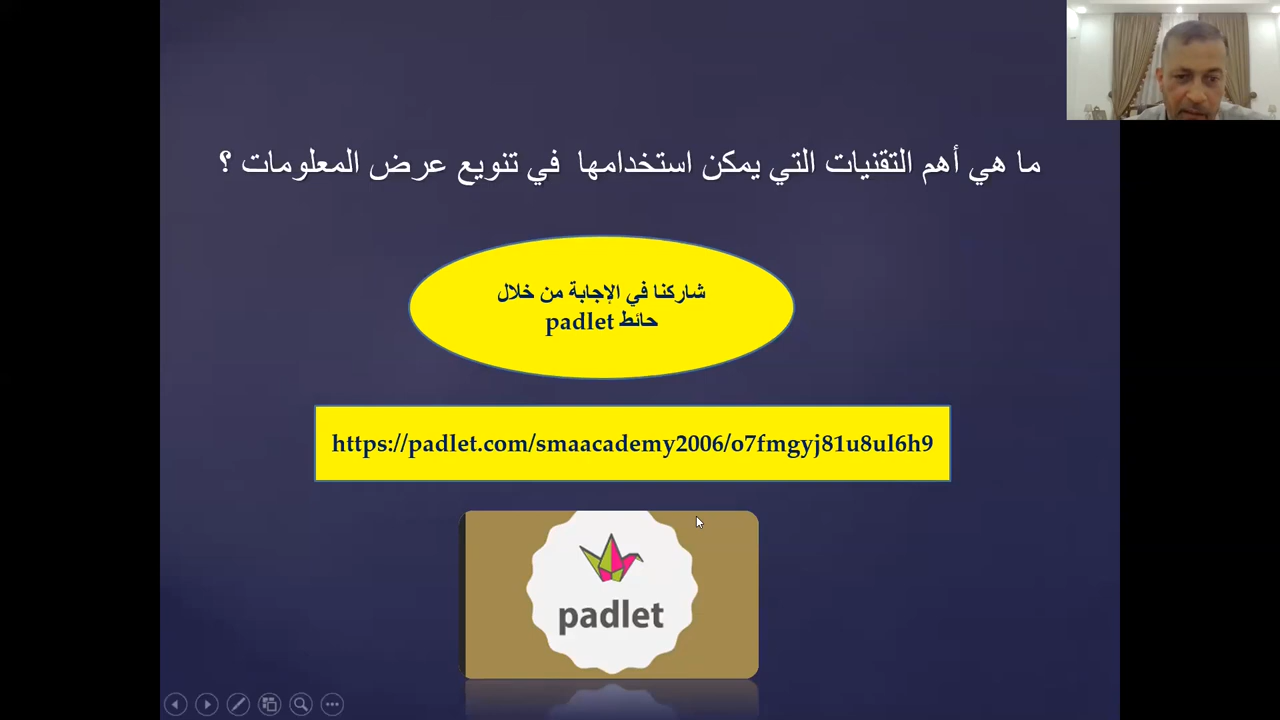 ما هي أهم التقنيات التي يمكن استخدامها في تنويع عرض المعلومات ؟
شاركنا في الإجابة من خلال
حائط padlet
https://padlet.com/smaacademy2006/o7fmgyj81u8ul6h9
padlet